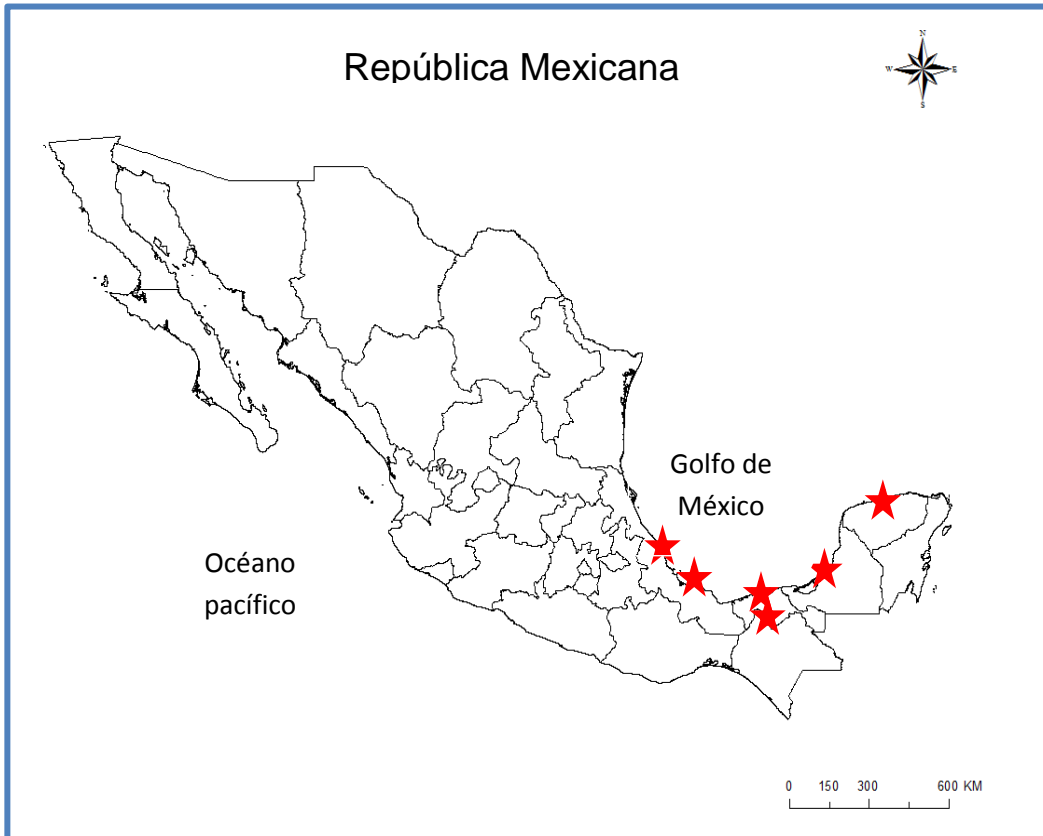 República Mexicana
N
W E
S
Golfo de
México
Océano
pacífico
0 150 300 600 KM